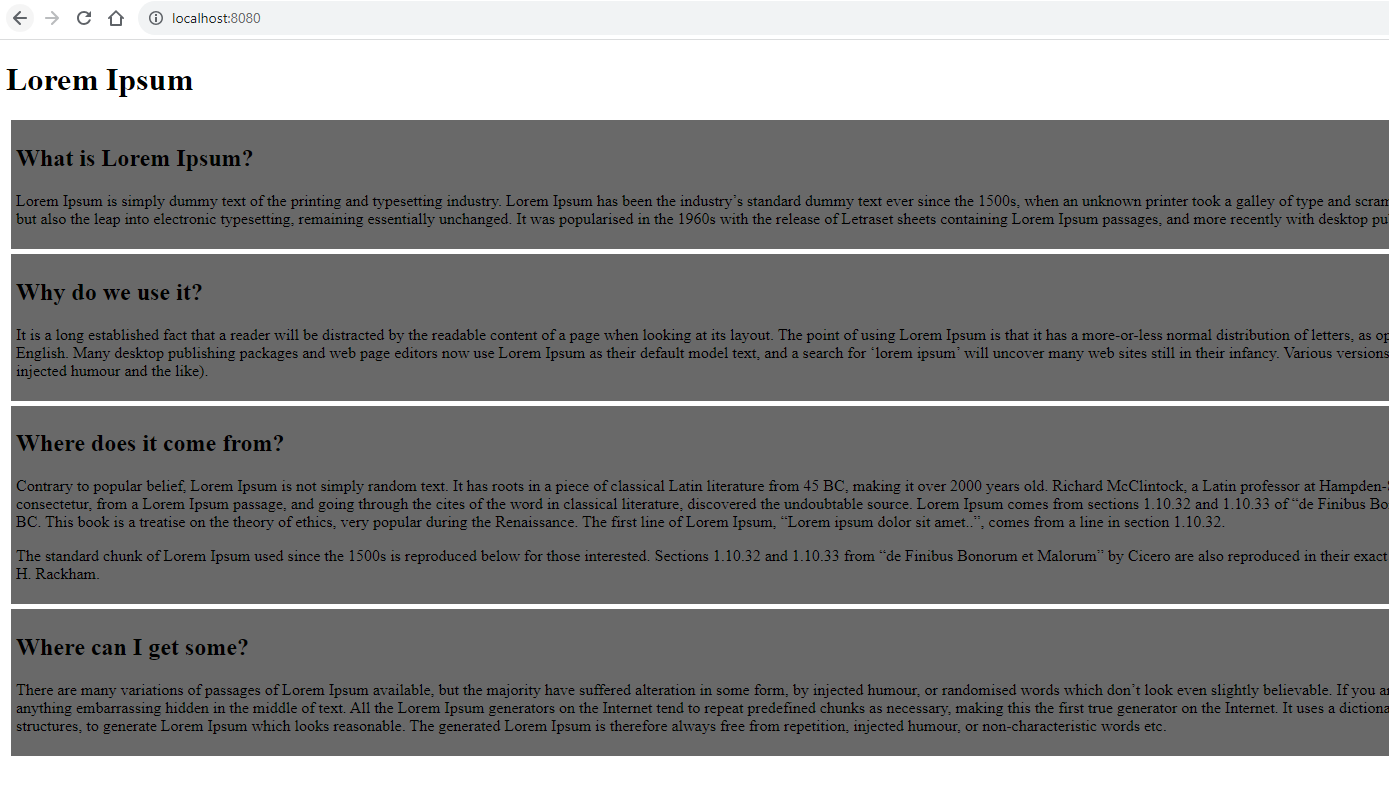 localhost:8080
Lorem Ipsum
What is Lorem Ipsum?
Lorem Ipsum is simply dummy text of the printing and typesetting industry. Lorem Ipsum has been the industry’s standard dummy text ever since the 1500s, when an unknown printer took a galley of type and
but also the leap into electronic typesetting, remaining essentially unchanged. It was popularised in the 1960s with the release of Letraset sheets containing Lorem Ipsum passages, and more recently with desktop
Why do we use it?
It is a long established fact that a reader will be distracted by the readable content of a page when looking at its layout. The point of using Lorem Ipsum is that it has a more-or-less normal distribution of letters, as
English. Many desktop publishing packages and web page editors now use Lorem Ipsum as their default model text, and a search for ‘lorem ipsum’ will uncover many web sites still in their infancy. Various versions
injected humour and the like).
Where does it come from?
Contrary to popular belief, Lorem Ipsum is not simply random text. It has roots in a piece of classical Latin literature from 45 BC, making it over 2000 years old. Richard McClintock, a Latin professor at
consectetur, from a Lorem Ipsum passage, and going through the cites of the word in classical literature, discovered the undoubtable source. Lorem Ipsum comes from sections 1.10.32 and 1.10.33 of “de Finibus
BC. This book is a treatise on the theory of ethics, very popular during the Renaissance. The first line of Lorem Ipsum, “Lorem ipsum dolor sit amet..”, comes from a line in section 1.10.32.
The standard chunk of Lorem Ipsum used since the 1500s is reproduced below for those interested. Sections 1.10.32 and 1.10.33 from “de Finibus Bonorum et Malorum” by Cicero are also reproduced in their exact
H. Rackham.
Where can I get some?
There are many variations of passages of Lorem Ipsum available, but the majority have suffered alteration in some form, by injected humour, or randomised words which don’t look even slightly believable. If you
anything embarrassing hidden in the middle of text. All the Lorem Ipsum generators on the Internet tend to repeat predefined chunks as necessary, making this the first true generator on the Internet. It uses a
structures, to generate Lorem Ipsum which looks reasonable. The generated Lorem Ipsum is therefore always free from repetition, injected humour, or non-characteristic words etc.